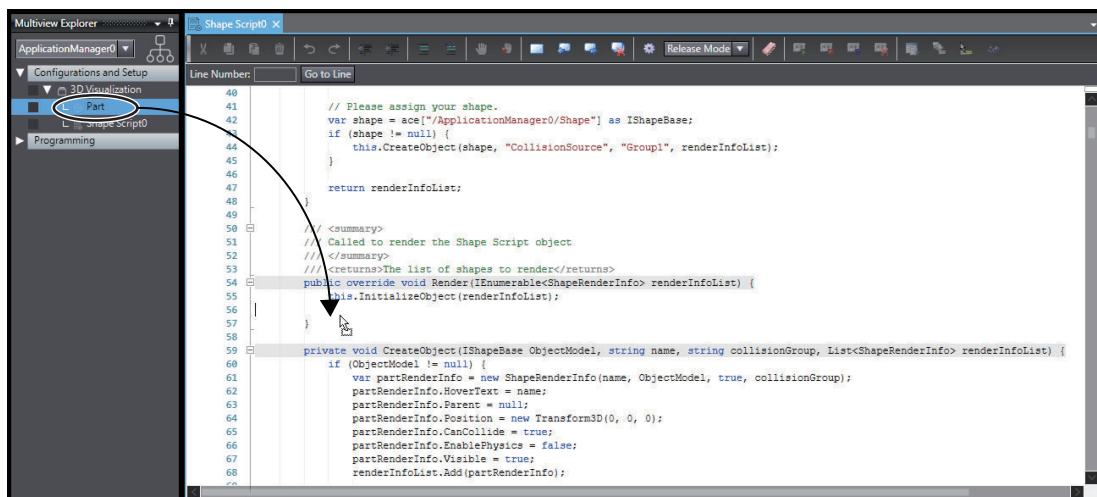 Multiview Explorer
ApplicationManager0
Configurations and Setup
3D Visualization
Part
Shape Script0
Programming
Shape Script0
Release Mode
Line Number:
Go to Line
40
41 // Please assign your shape.
42 var shape = ace["/ApplicationManager0/Shape"] as IShapeBase;
43 if (shape != null) {
44 this.CreateObject(shape, "CollisionSource", "Group1", renderInfoList);
45 }
46
47 return renderInfoList;
48 }
49
50 /// <summary>
51 /// Called to render the Shape Script object
52 /// </summary>
53 /// <returns>The list of shapes to render</returns>
54 public override void Render(IEnumerable<ShapeRenderInfo> renderInfoList) {
55 this.InitializeObject(renderInfoList);
56
57 }
58
59 private void CreateObject(IShapeBase ObjectModel, string name, string collisionGroup, List<ShapeRenderInfo> renderInfoList) {
60 if (ObjectModel != null) {
61 var partRenderInfo = new ShapeRenderInfo(name, ObjectModel, true, collisionGroup);
62 partRenderInfo.HoverText = name;
63 partRenderInfo.Parent = null;
64 partRenderInfo.Position = new Transform3D(0, 0, 0);
65 partRenderInfo.CanCollide = true;
66 partRenderInfo.EnablePhysics = false;
67 partRenderInfo.Visible = true;
68 renderInfoList.Add(partRenderInfo);